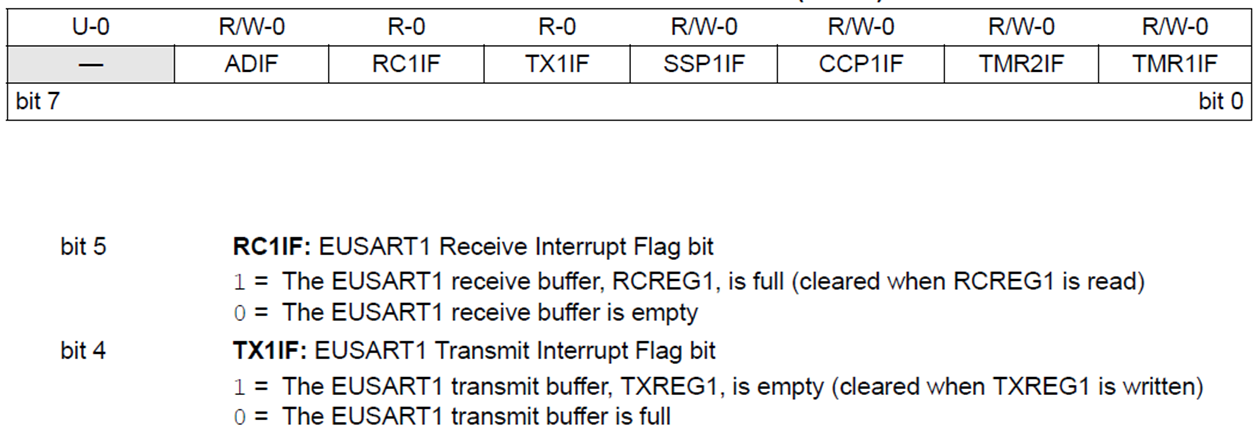 U-0 R/W-0 R-0 R-0 R/W-0 R/W-0 R/W-0 R/W-0
— ADIF RC1IF TX1IF SSP1IF CCP1IF TMR2IF TMR1IF
bit 7 bit 0
bit 5 RC1IF: EUSART1 Receive Interrupt Flag bit
1 = The EUSART1 receive buffer, RCREG1, is full (cleared when RCREG1 is read)
0 = The EUSART1 receive buffer is empty
bit 4 TX1IF: EUSART1 Transmit Interrupt Flag bit
1 = The EUSART1 transmit buffer, TXREG1, is empty (cleared when TXREG1 is written)
0 = The EUSART1 transmit buffer is full